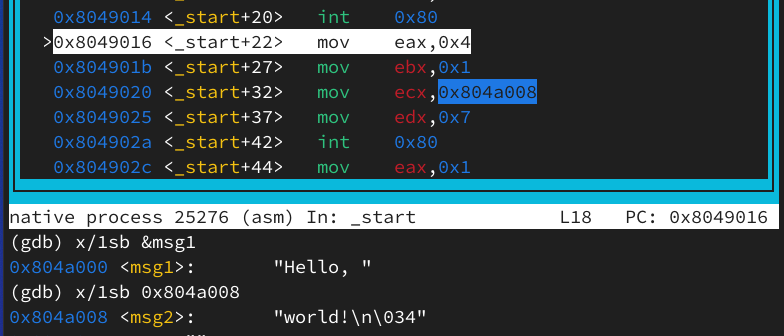 0x8049014 <_start+20> int 0x80
>0x8049016 <_start+22> mov eax,0x4
0x804901b <_start+27> mov ebx,0x1
0x8049020 <_start+32> mov ecx,0x804a008
0x8049025 <_start+37> mov edx,0x7
0x804902a <_start+42> int 0x80
0x804902c <_start+44> mov eax,0x1
native process 25276 (asm) In: _start L18 PC: 0x8049016
(gdb) x/1sb &msg1
0x804a000 <msg1>: "Hello, "
(gdb) x/1sb 0x804a008
0x804a008 <msg2>: "world!\n\034"